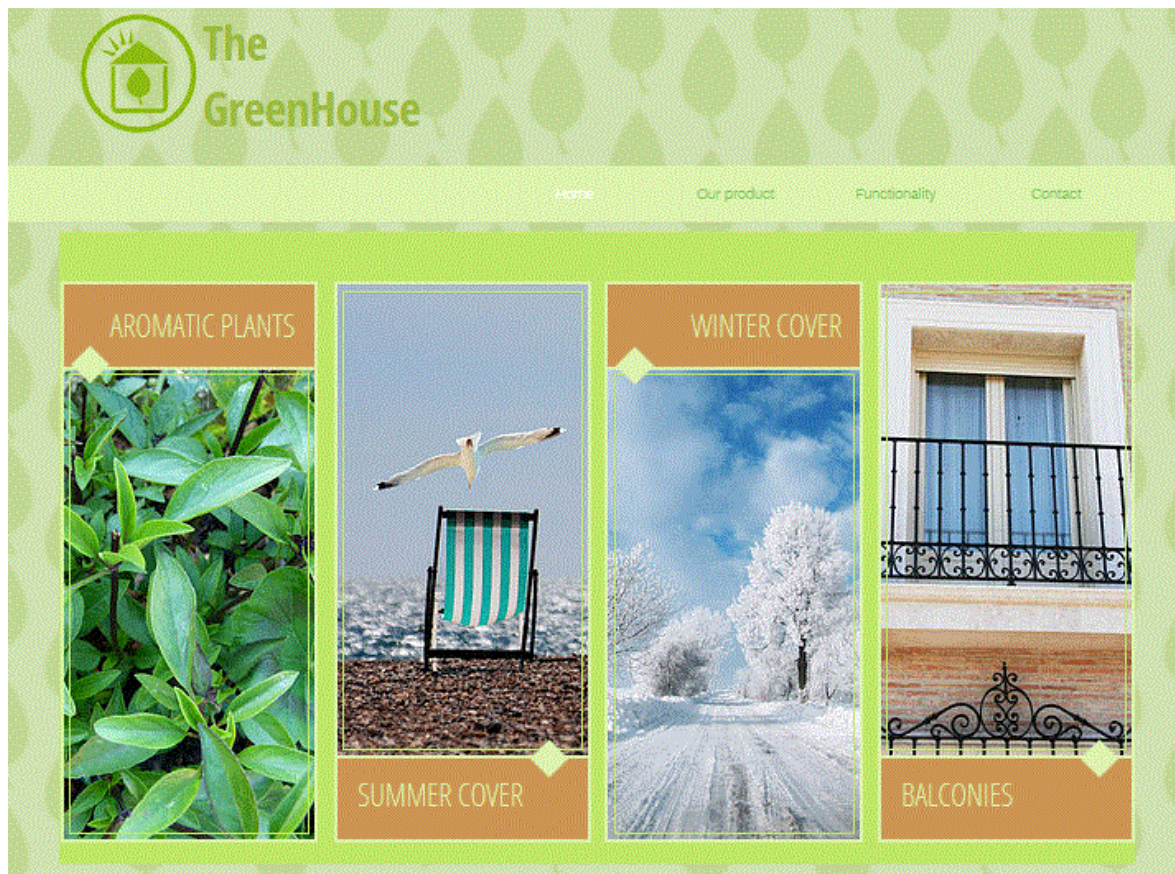 The
GreenHouse
Home Our product Functionality Contact
AROMATIC PLANTS
SUMMER COVER
WINTER COVER
BALCONIES